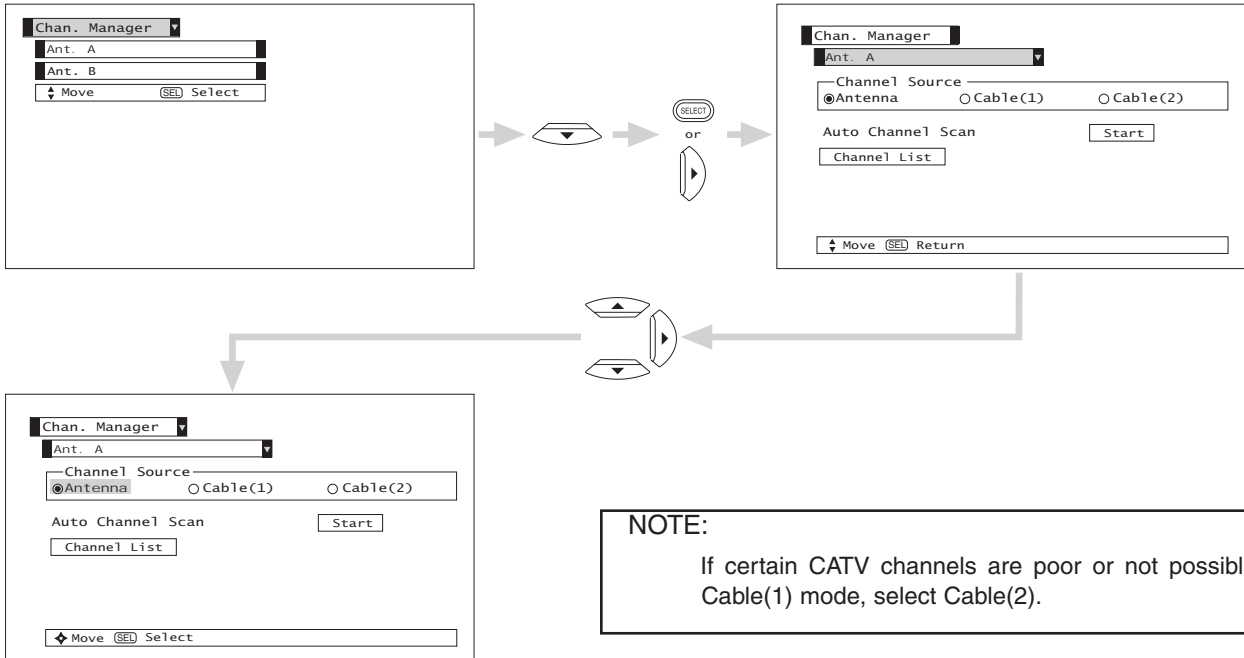 Chan. Manager
Ant. A
Ant. B
Move SEL Select
SELECT
or
Chan. Manager
Ant. A
Channel Source
Antenna Cable(1) Cable(2)
Auto Channel Scan Start
Channel List
Move SEL Return
Chan. Manager
Ant. A
Channel Source
Antenna Cable(1) Cable(2)
Auto Channel Scan Start
Channel List
Move SEL Select
NOTE:
If certain CATV channels are poor or not possibl
Cable(1) mode, select Cable(2).